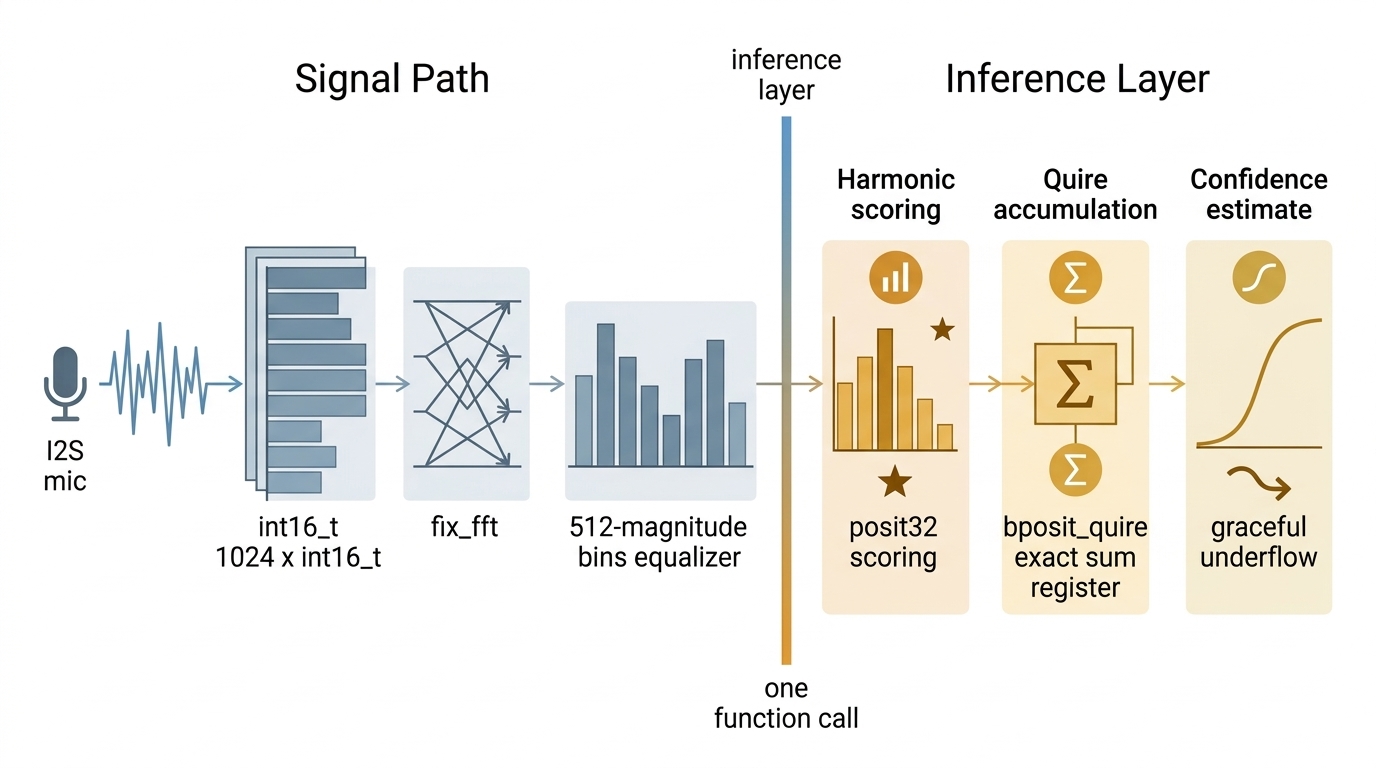 Signal Path
inference
layer
Inference Layer
Harmonic
scoring
Quire
accumulation
Confidence
estimate
I2S
mic
int16_t
1024 x int16_t
fix_fft
512-magnitude
bins equalizer
Σ
Σ
Σ
posit32
scoring
bposit_quire
exact sum
register
graceful
underflow
one
function call